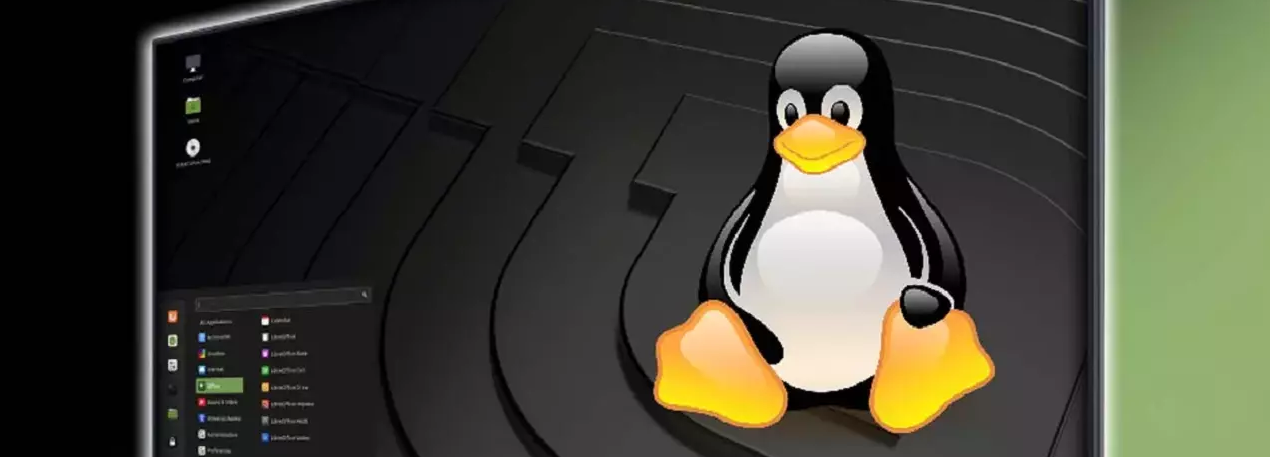 Computer
Home
All Applications
Accessories
Graphics
Internet
Office
Sound & Video
Administration
Preferences
Calendar
LibreOffice
LibreOffice Base
LibreOffice Calc
LibreOffice Draw
LibreOffice Impress
LibreOffice Math
LibreOffice Writer